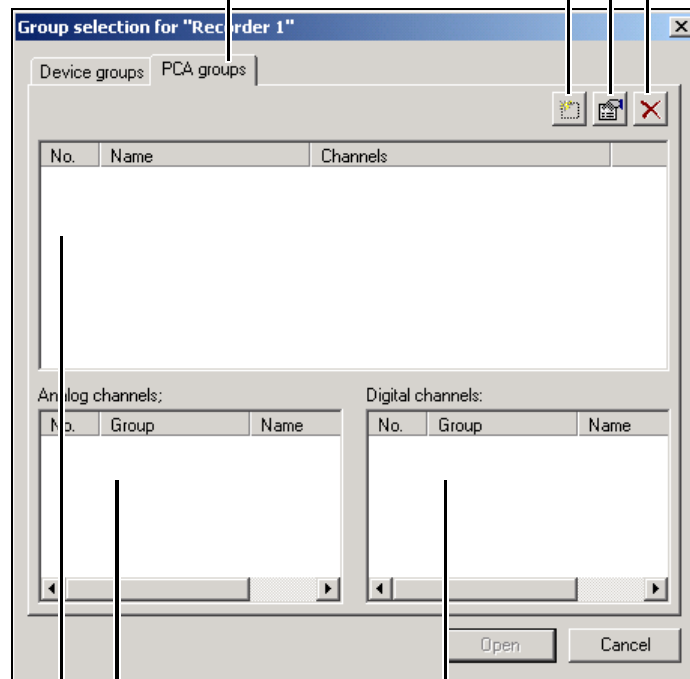 Group selection for "Recorder 1"
Device groups PCA groups
No. Name Channels
Analog channels; Digital channels:
No. Group Name No. Group Name
Open Cancel